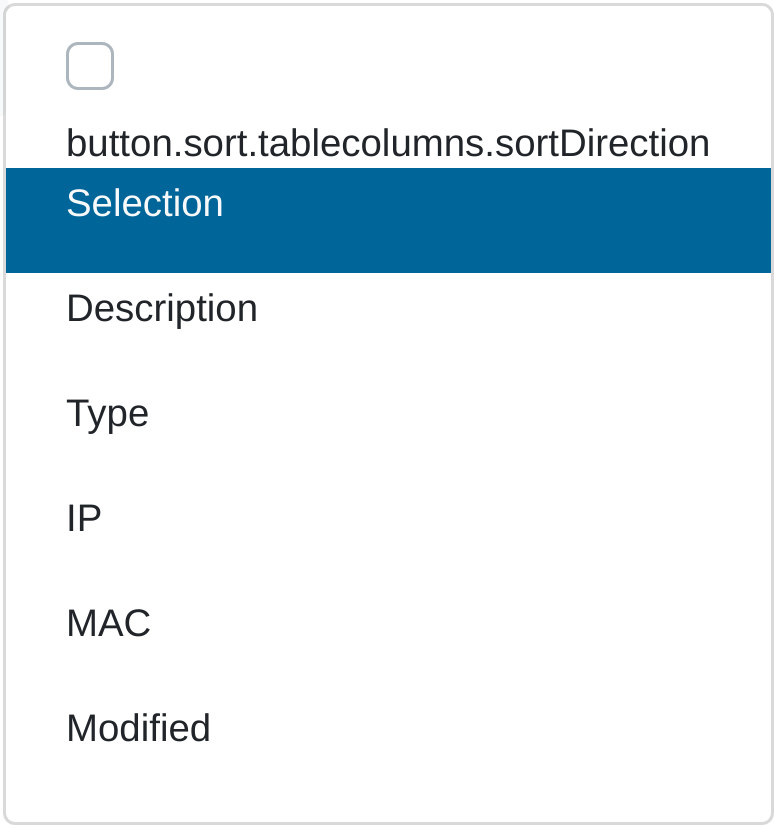 button.sort.tablecolumns.sortDirection
Selection
Description
Type
IP
MAC
Modified